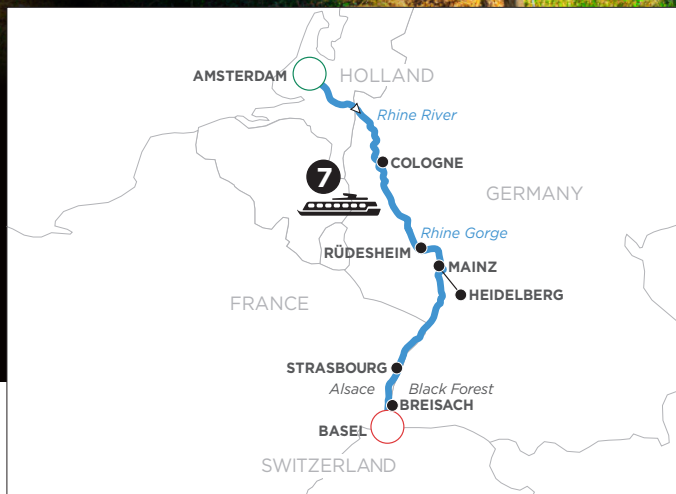 AMSTERDAM
HOLLAND
Rhine River
COLOGNE
7
GERMANY
Rhine Gorge
RÜDESHEIM
MAINZ
HEIDELBERG
FRANCE
STRASBOURG
Alsace
Black Forest
BREISACH
BASEL
SWITZERLAND